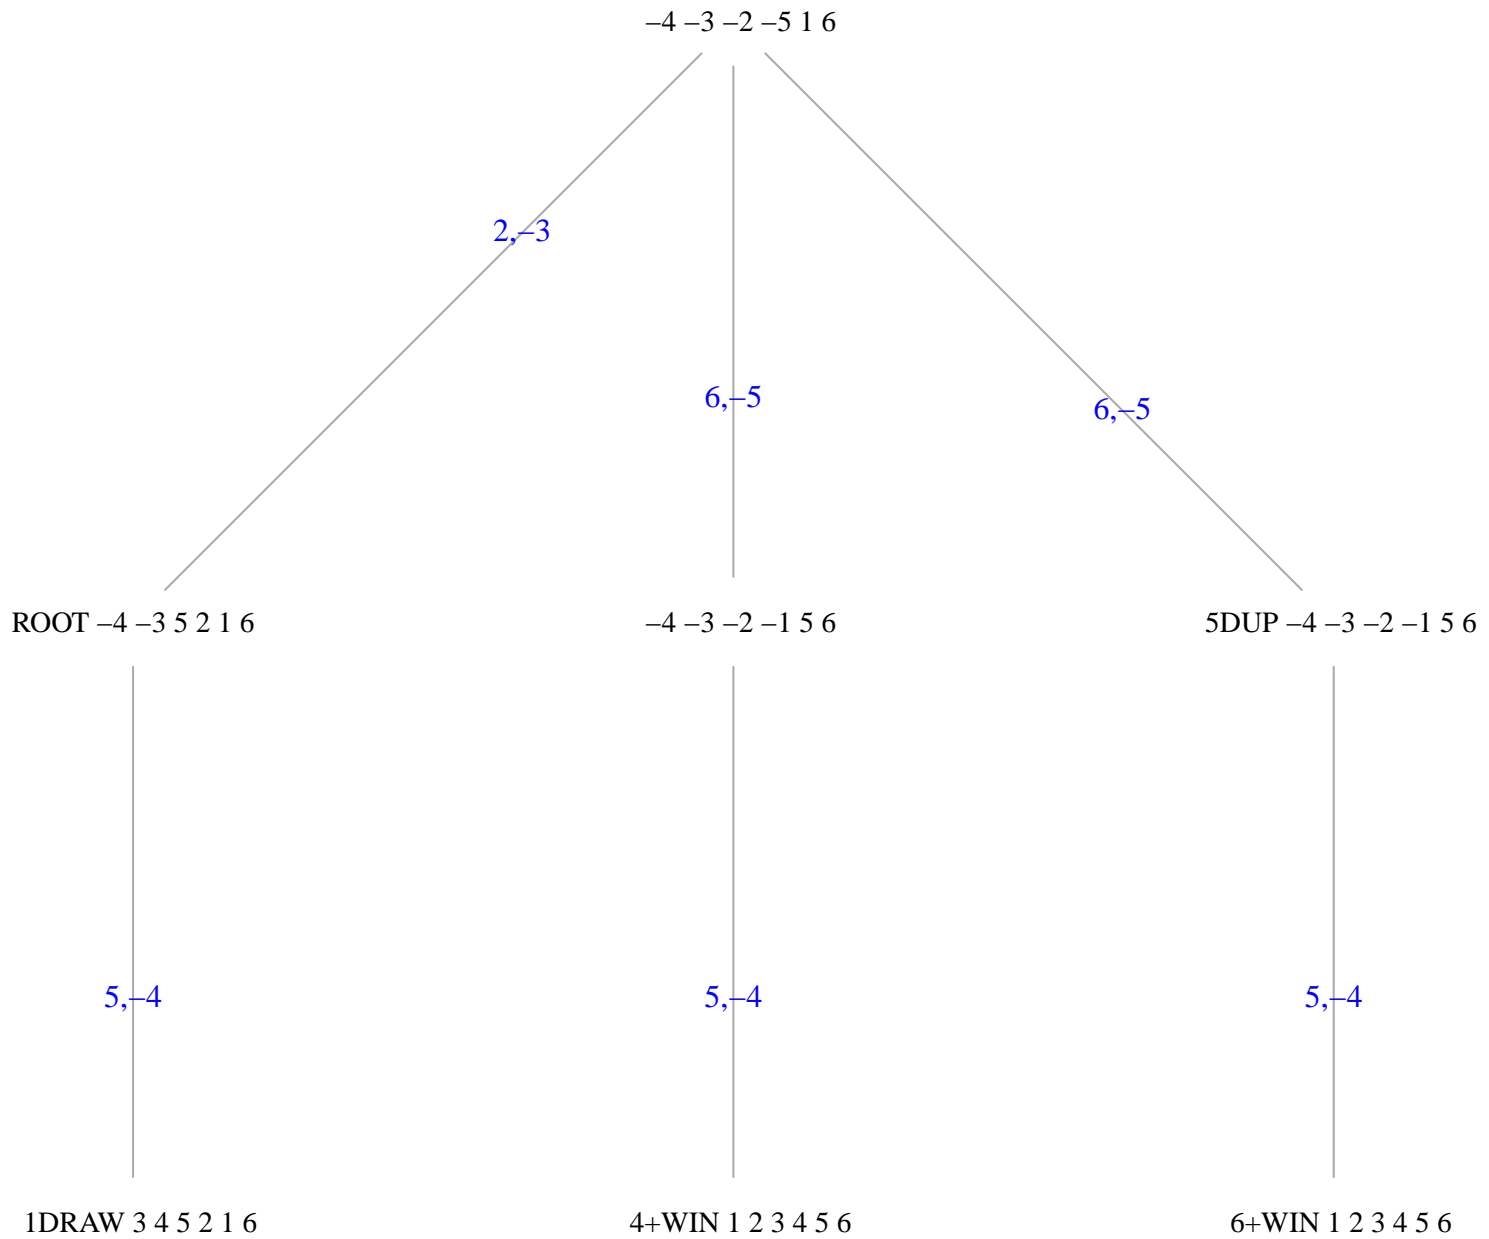 –4 –3 –2 –5 1 6
2,–3
6,–5
6,–5
ROOT –4 –3 5 2 1 6
–4 –3 –2 –1 5 6
5DUP –4 –3 –2 –1 5 6
5,–4
5,–4
5,–4
1DRAW 3 4 5 2 1 6
4+WIN 1 2 3 4 5 6
6+WIN 1 2 3 4 5 6